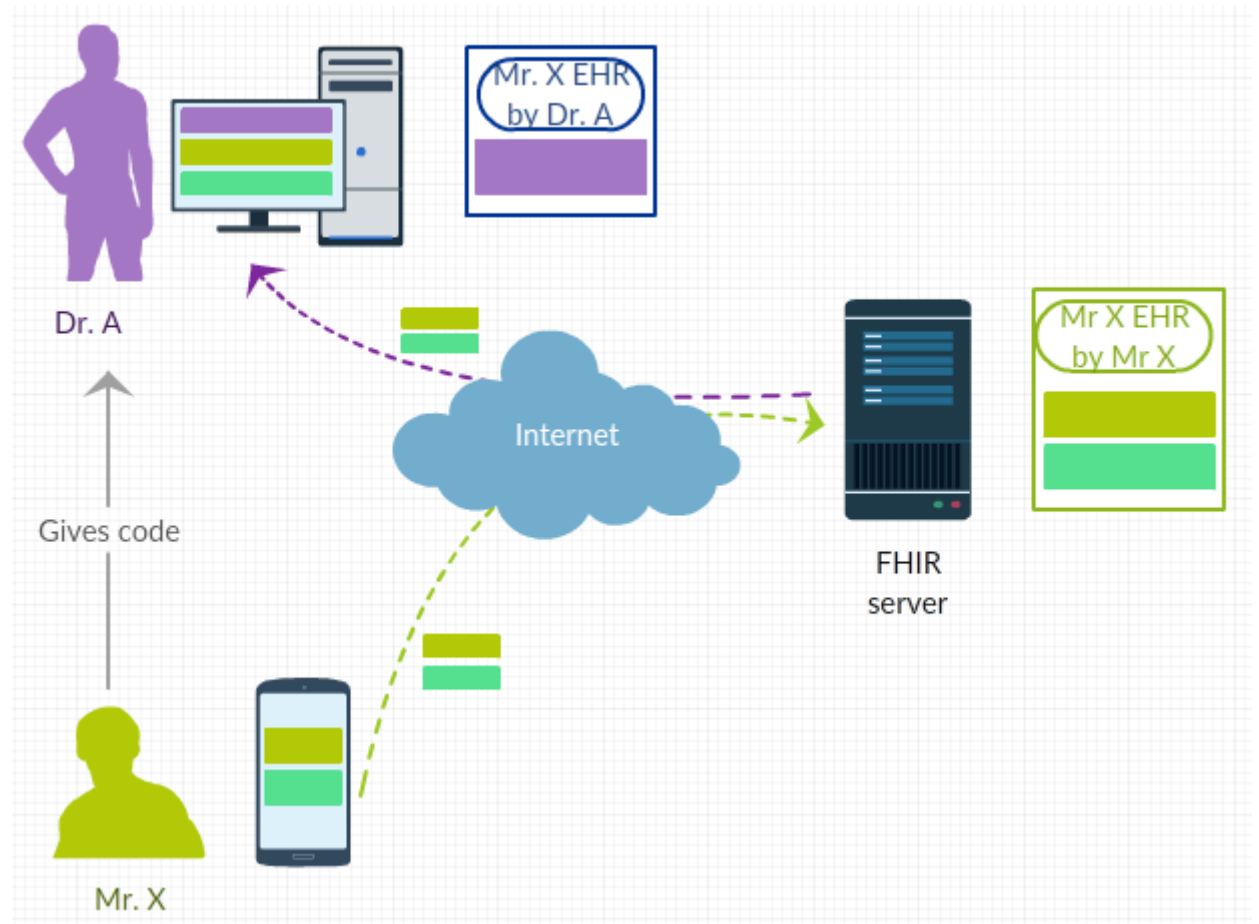 Mr. X EHR
by Dr. A
Dr. A
Mr X EHR
by Mr X
Internet
Gives code
FHIR
server
Mr. X